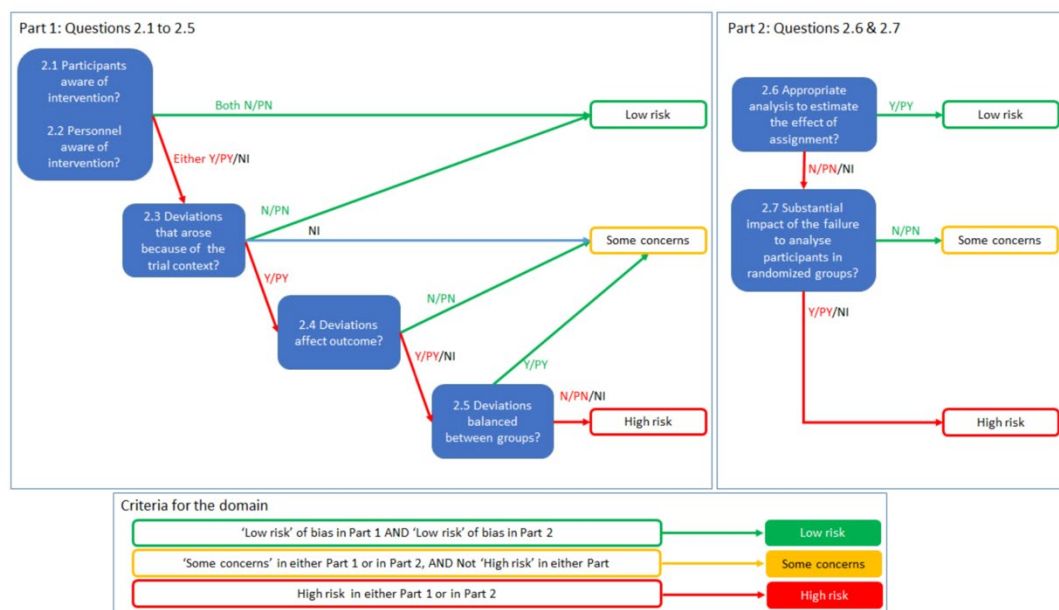 Part 1: Questions 2.1 to 2.5
2.1 Participants
aware of
intervention?
2.2 Personnel
aware of
intervention?
Both N/PN
Low risk
Either Y/PY/NI
2.3 Deviations
that arose
because of the
trial context?
N/PN
NI
Some concerns
Y/PY
2.4 Deviations
affect outcome?
N/PN
Y/PY/NI
Y/PY
2.5 Deviations
balanced
between groups?
N/PN/NI
High risk
Part 2: Questions 2.6 & 2.7
2.6 Appropriate
analysis to estimate
the effect of
assignment?
Y/PY
Low risk
N/PN/NI
2.7 Substantial
impact of the failure
to analyse
participants in
randomized groups?
N/PN
Some concerns
Y/PY/NI
High risk
Criteria for the domain
‘Low risk’ of bias in Part 1 AND ‘Low risk’ of bias in Part 2
Low risk
‘Some concerns’ in either Part 1 or in Part 2, AND Not ‘High risk’ in either Part
Some concerns
High risk in either Part 1 or in Part 2
High risk